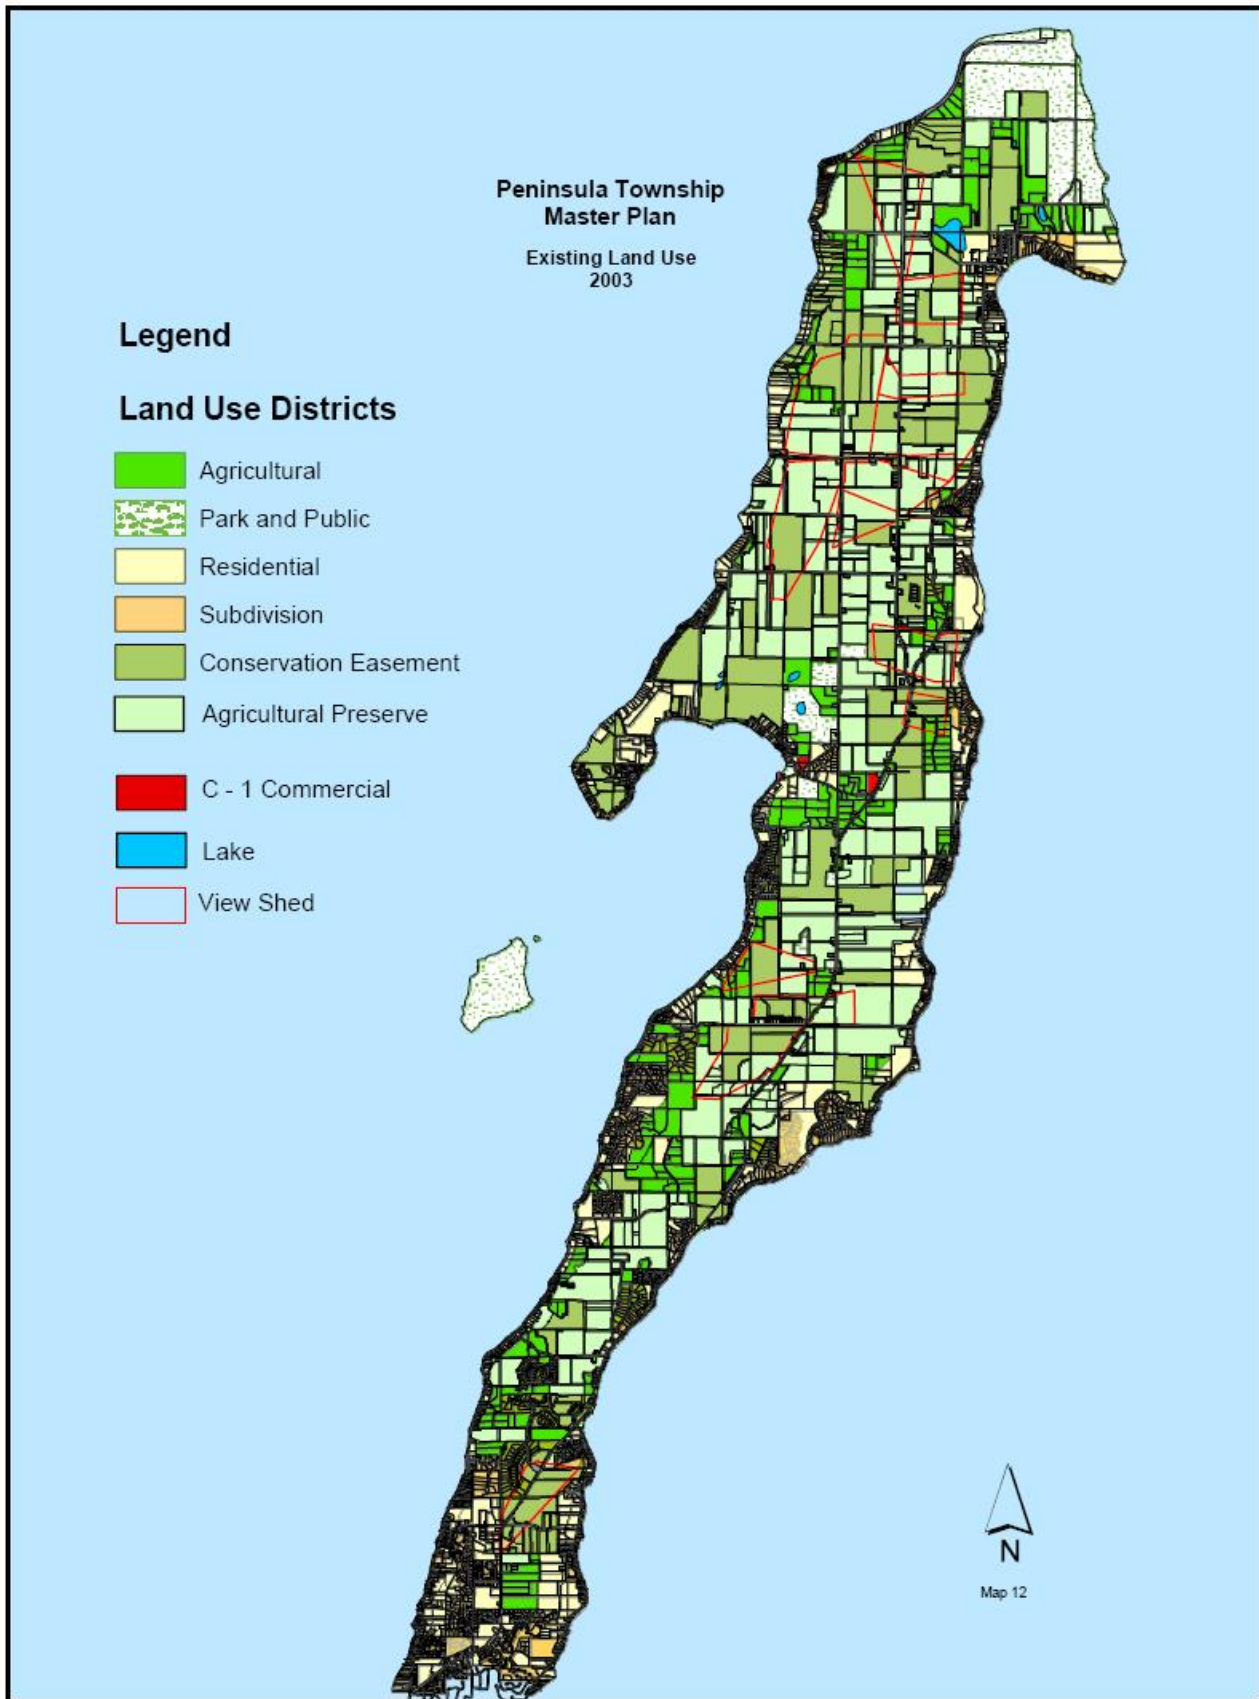 Peninsula Township
Master Plan
Existing Land Use
2003
Legend
Land Use Districts
Agricultural
Park and Public
Residential
Subdivision
Conservation Easement
Agricultural Preserve
C - 1 Commercial
Lake
View Shed
N
Map 12